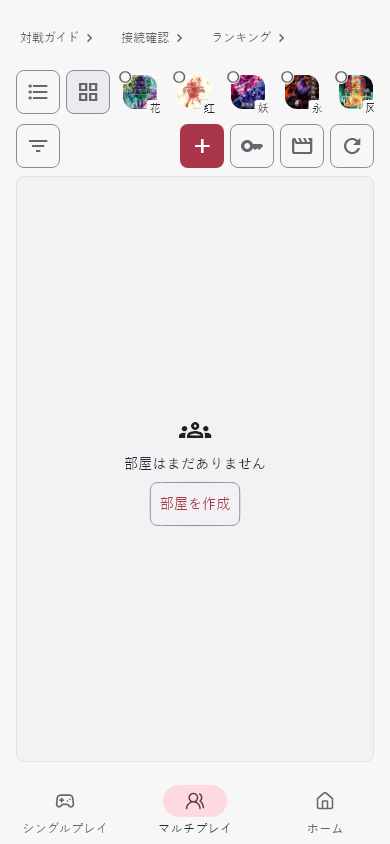 対戦ガイド
接続確認
ランキング
花
紅
妖
永
部屋はまだありません
部屋を作成
シングルプレイ
マルチプレイ
ホーム